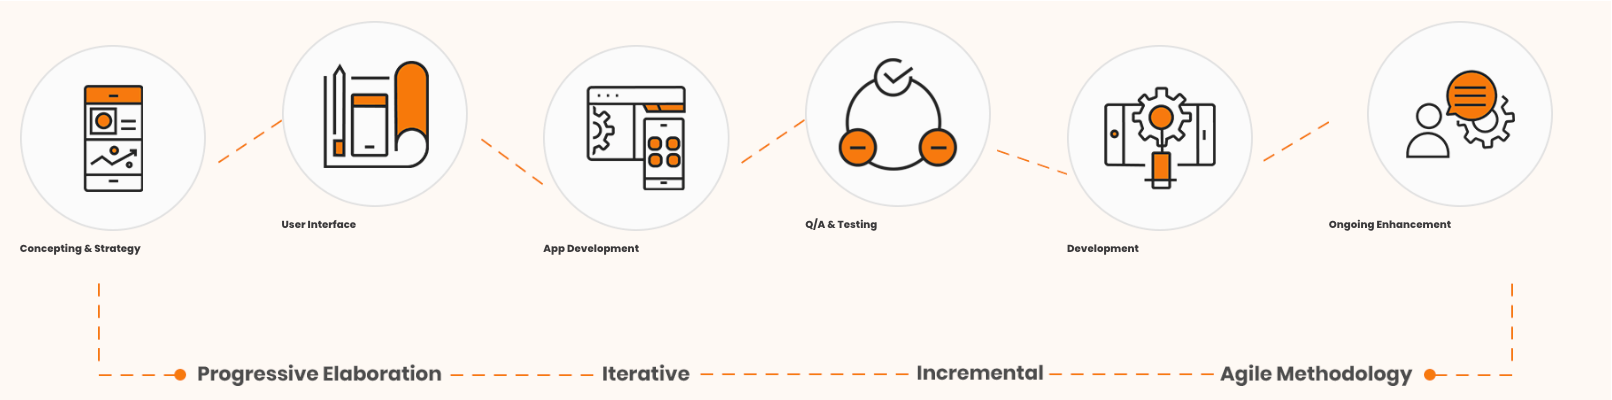 Concepting & Strategy
User Interface
App Development
Q/A & Testing
Development
Ongoing Enhancement
Progressive Elaboration
Iterative
Incremental
Agile Methodology